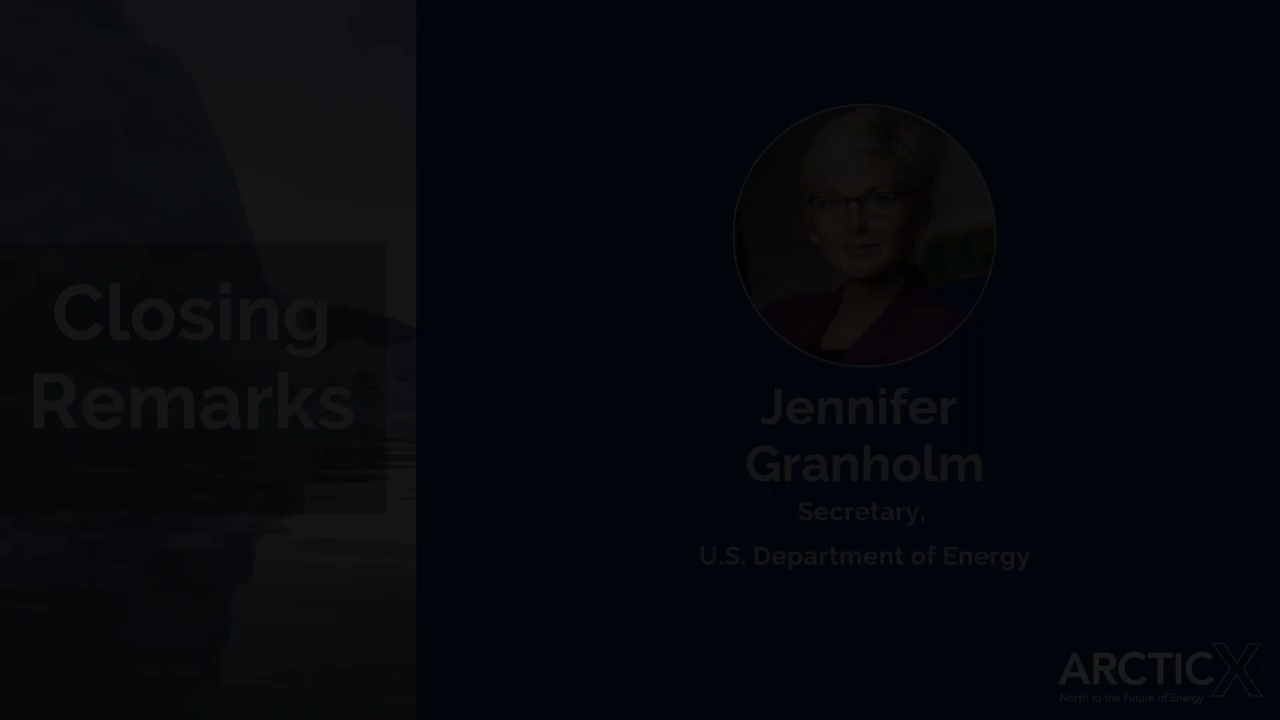 Closing
Remarks
Jennifer
Granholm
Secretary,
U.S. Department of Energy
ARCTICX
North to the Future of Energy